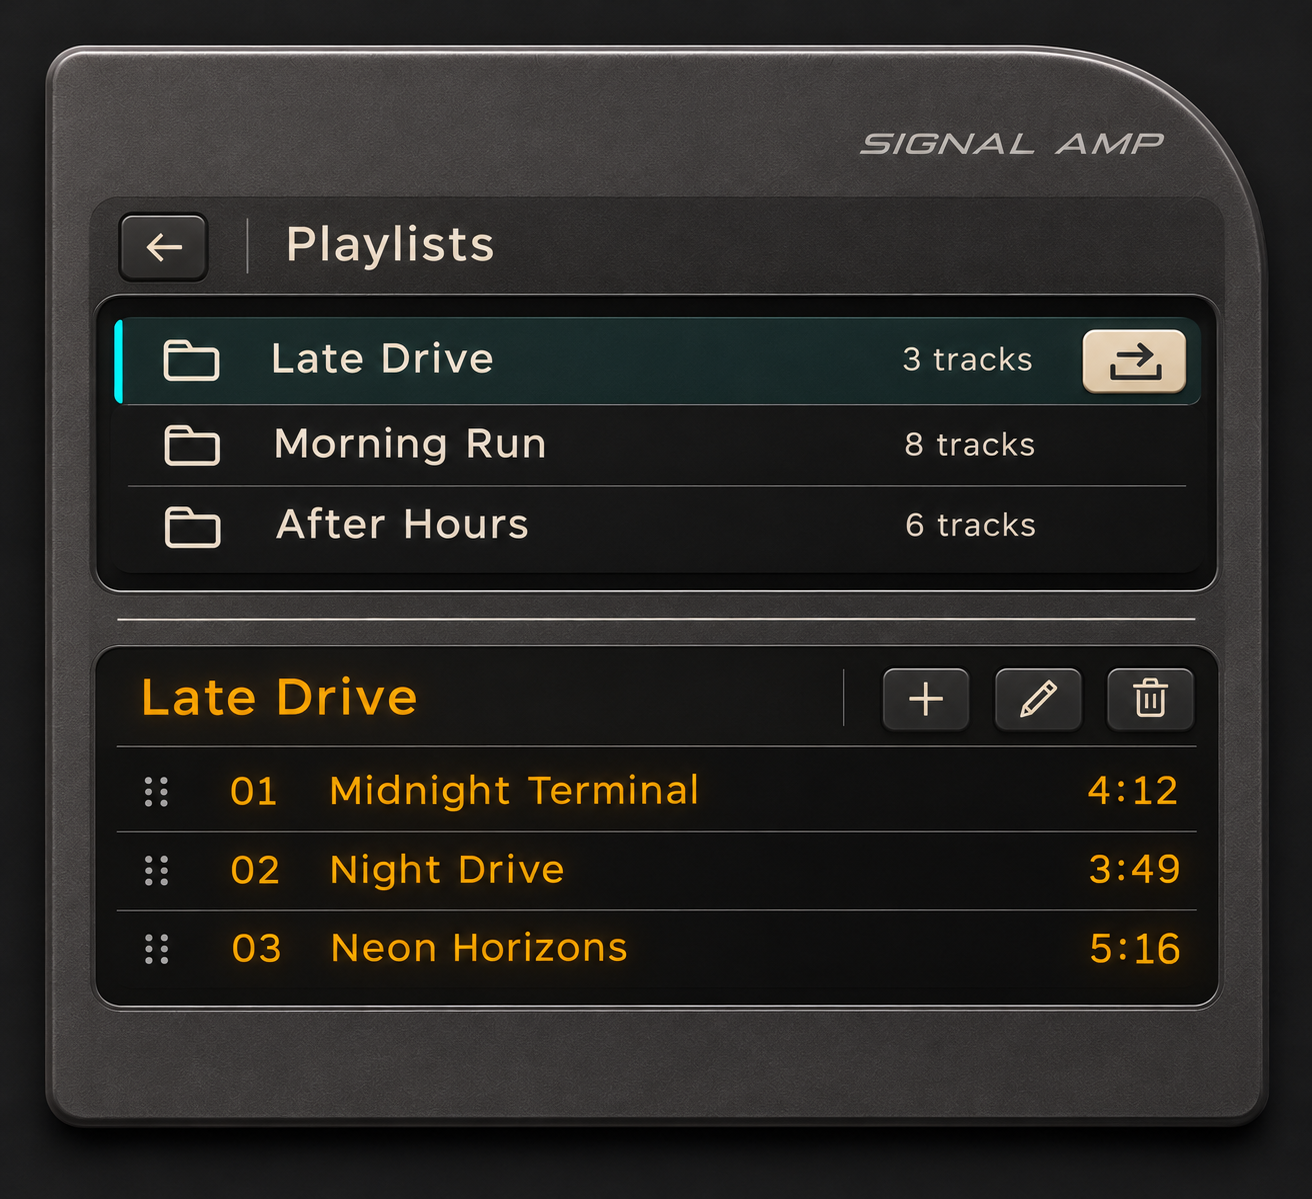 SIGNAL AMP
Playlists
Late Drive 3 tracks
Morning Run 8 tracks
After Hours 6 tracks
Late Drive
01 Midnight Terminal 4:12
02 Night Drive 3:49
03 Neon Horizons 5:16